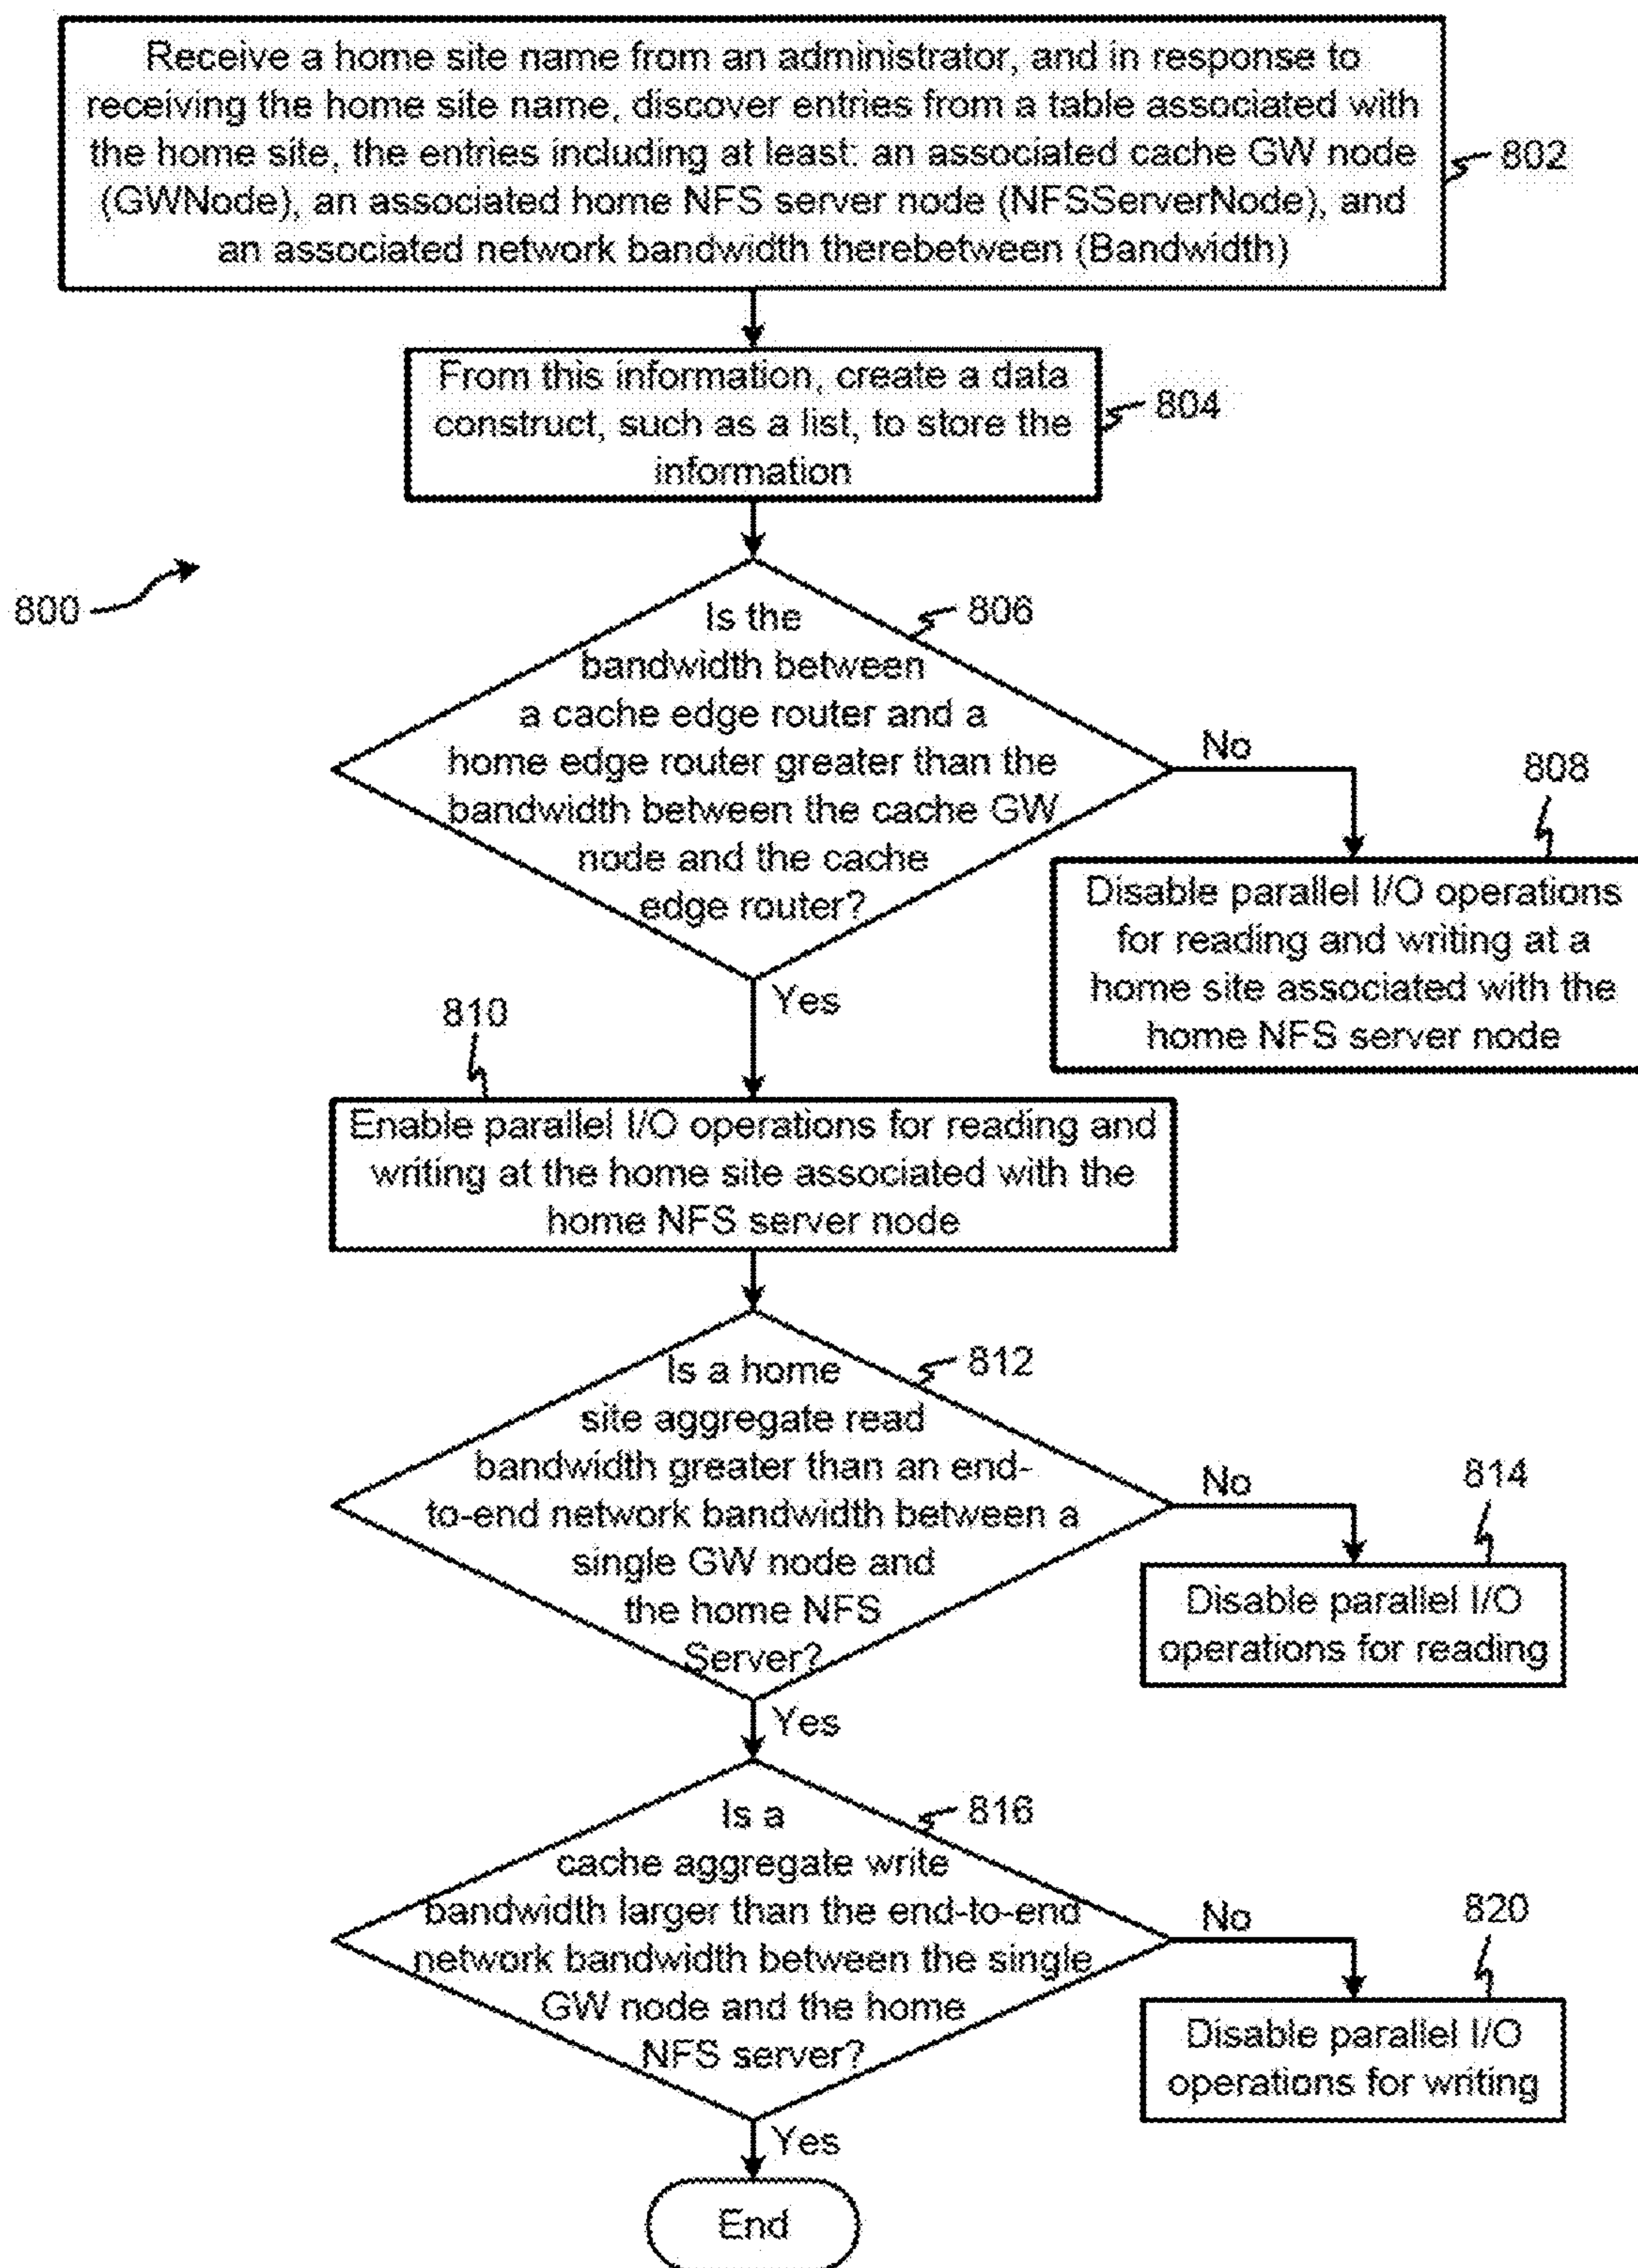 Receive a home site name from an administrator, and in response to
receiving the home site name, discover entries from a table associated with
the home site, the entries including at least: an associated cache GW node
(GWNode), an associated home NFS server node (NFSServerNode), and
an associated network bandwidth therebetween (Bandwidth)
802
From this information, create a data
construct, such as a list, to store the
information
804
800
Is the
bandwidth between
a cache edge router and a
home edge router greater than the
bandwidth between the cache GW
node and the cache
edge router?
806
No
808
Disable parallel I/O operations
for reading and writing at a
home site associated with the
home NFS server node
Yes
810
Enable parallel I/O operations for reading and
writing at the home site associated with the
home NFS server node
Is a home
site aggregate read
bandwidth greater than an end-
to-end network bandwidth between a
single GW node and
the home NFS
Server?
812
No
814
Disable parallel I/O
operations for reading
Yes
Is a
cache aggregate write
bandwidth larger than the end-to-end
network bandwidth between the single
GW node and the home
NFS server?
816
No
820
Disable parallel I/O
operations for writing
Yes
End